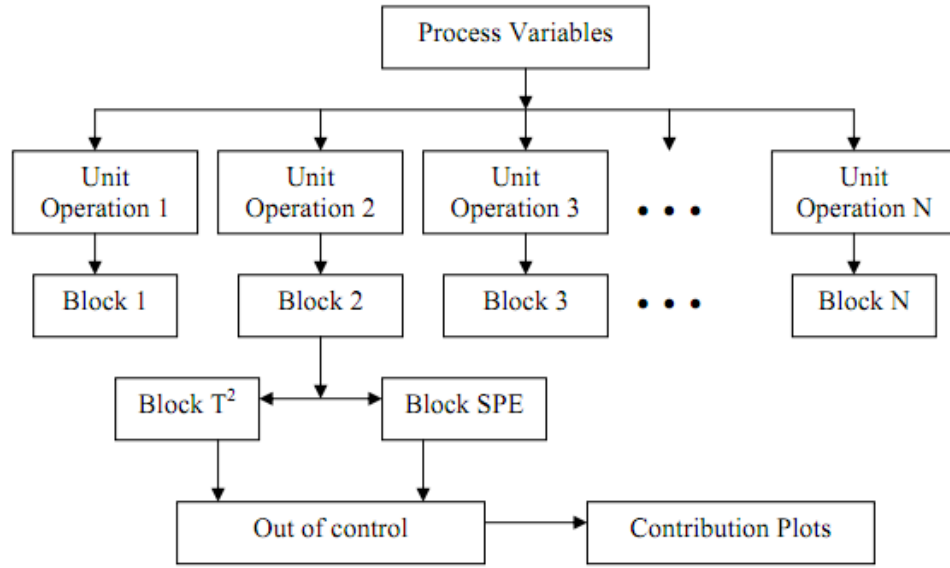 Process Variables
Unit
Operation 1
Unit
Operation 2
Unit
Operation 3
Unit
Operation N
Block 1
Block 2
Block 3
Block N
Block T²
Block SPE
Out of control
Contribution Plots